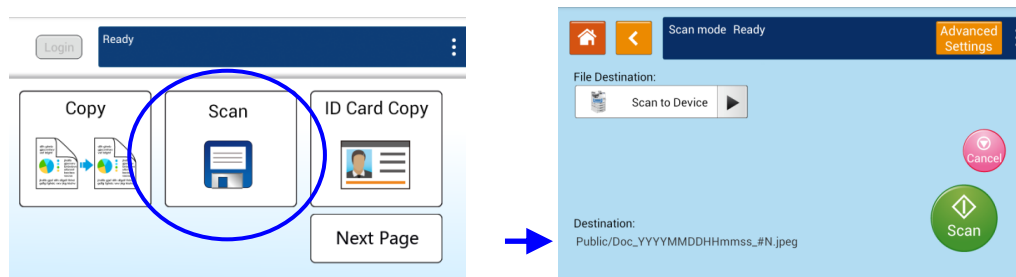 Login
Ready
Copy
Scan
ID Card Copy
Next Page
Scan mode Ready
Advanced
Settings
File Destination:
Scan to Device
Cancel
Scan
Destination:
Public/Doc_YYYYMMDDHHmmss_#N.jpeg